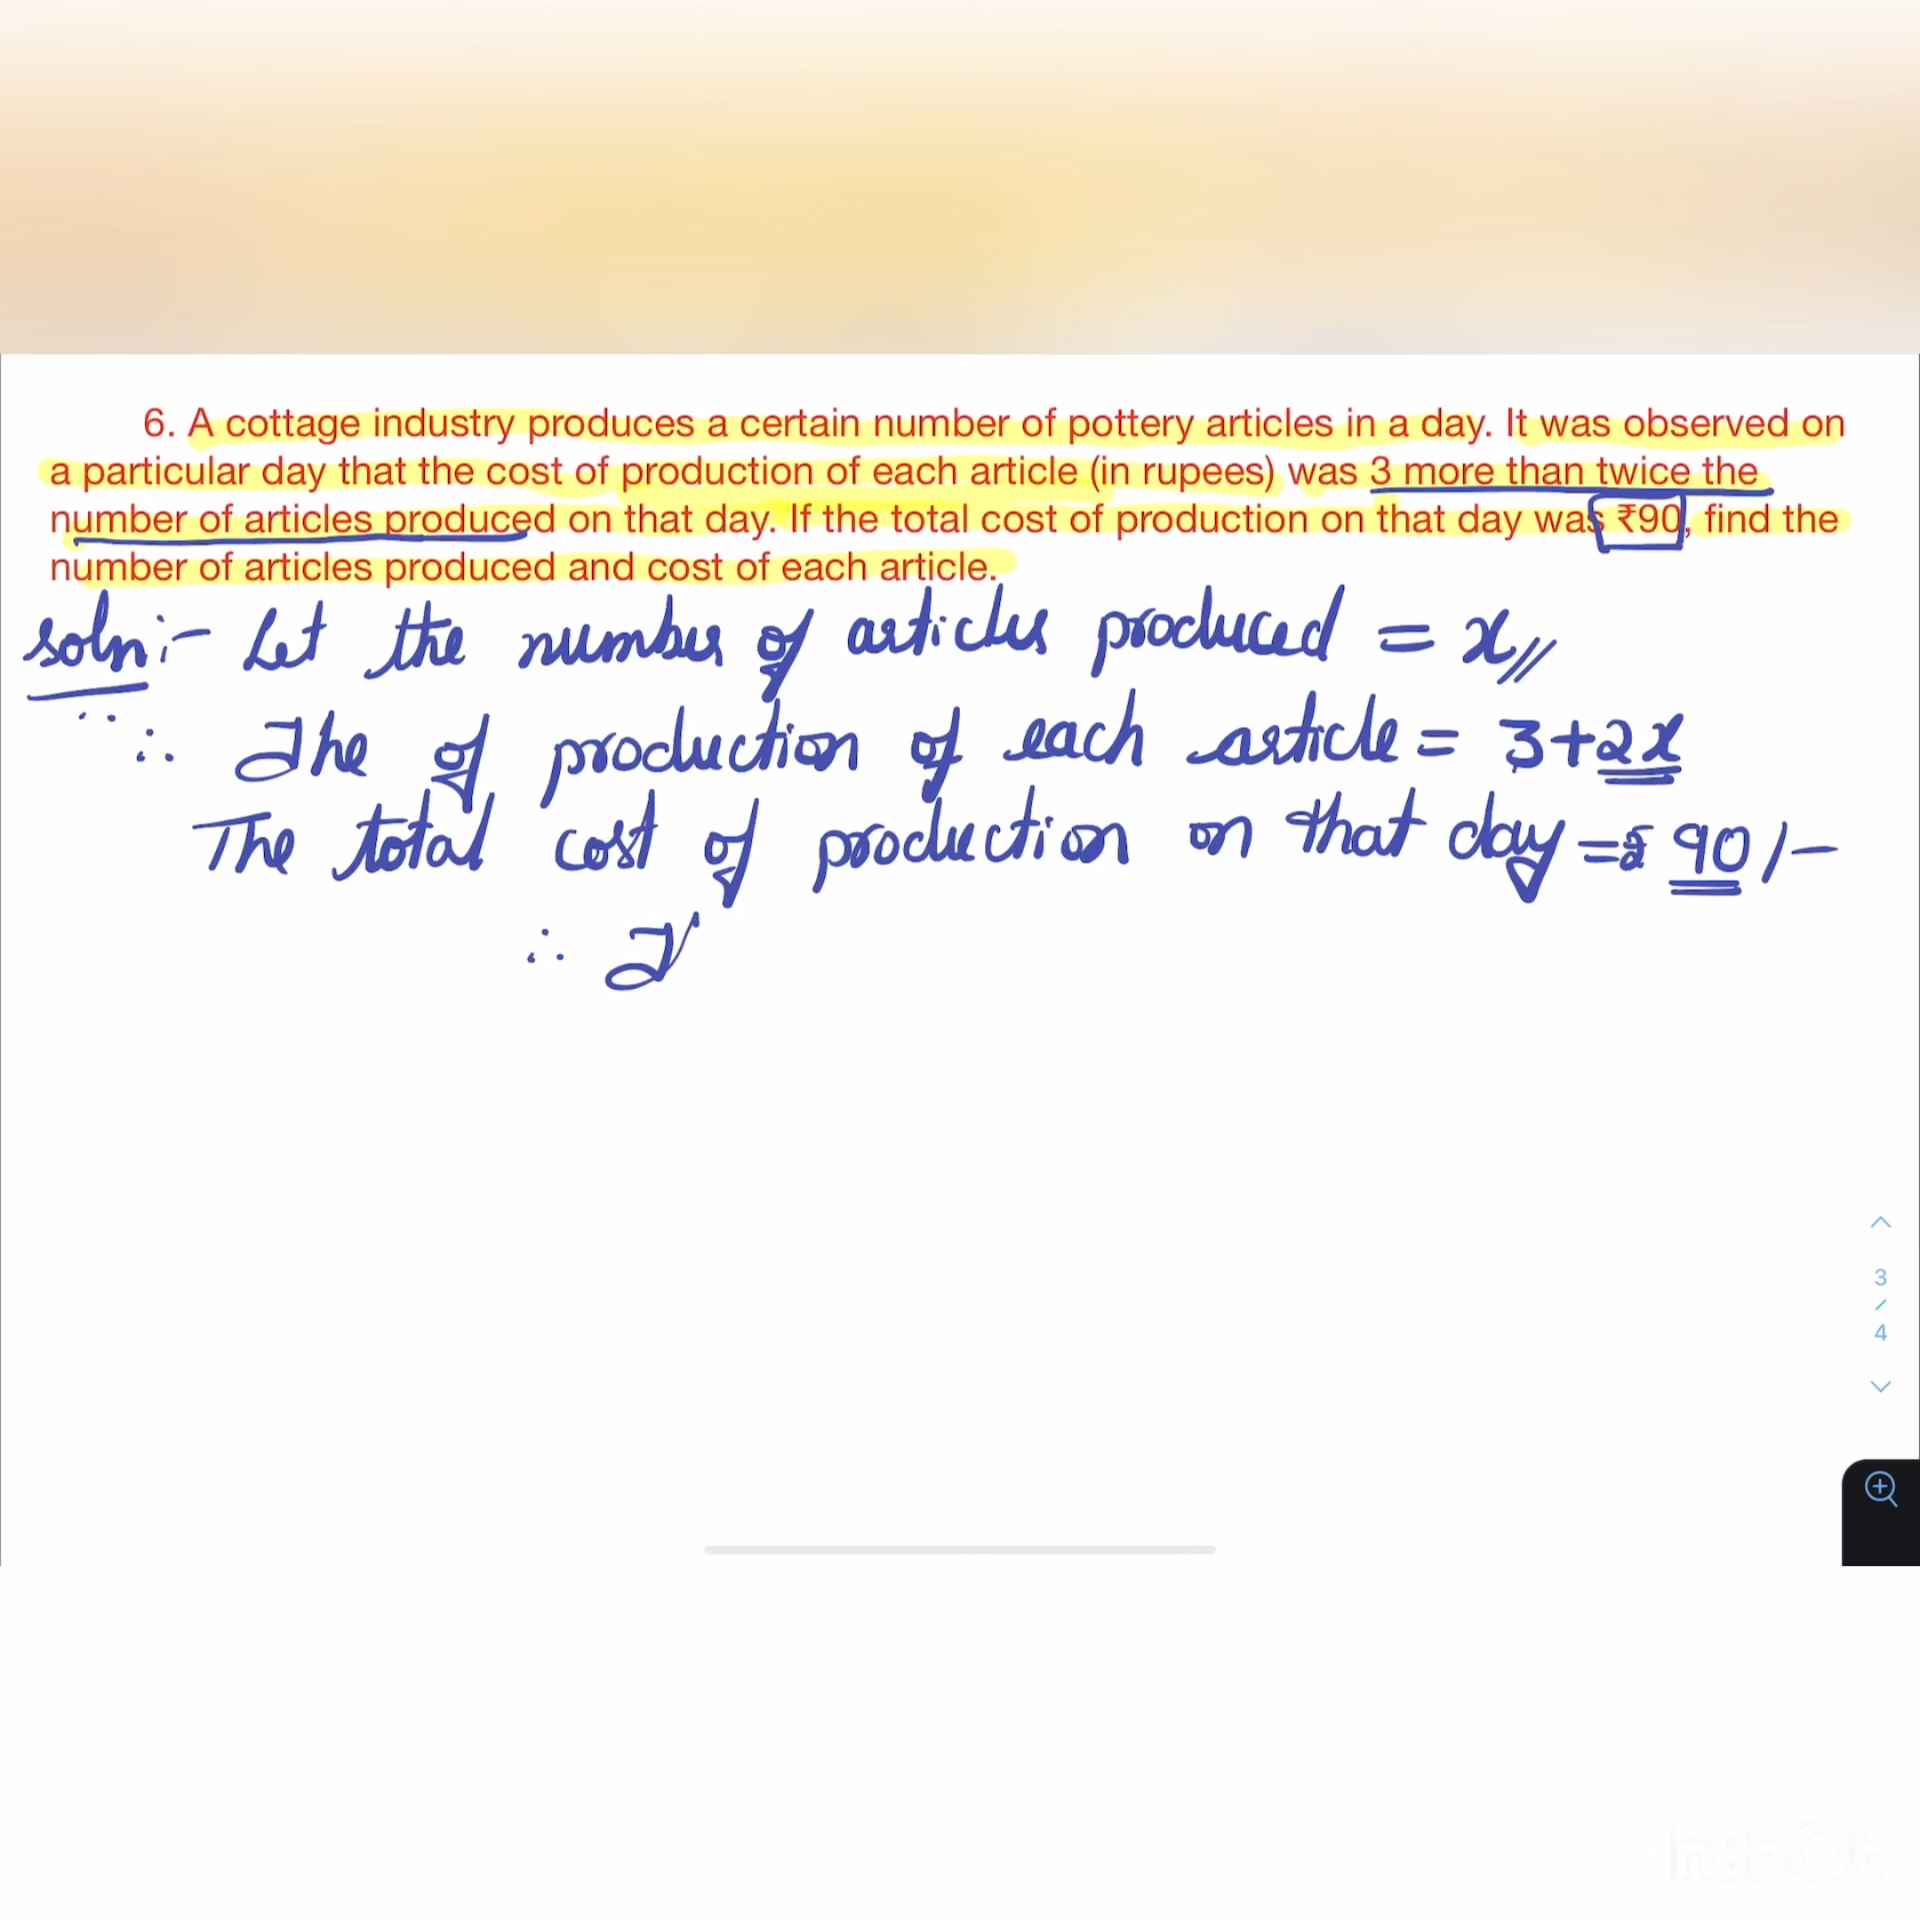 6. A cottage industry produces a certain number of pottery articles in a day. It was observed on
a particular day that the cost of production of each article (in rupees) was 3 more than twice the
number of articles produced on that day. If the total cost of production on that day was ₹90, find the
number of articles produced and cost of each article.
soln:- Let the number of articles produced = x//
∴ The of production of each article = 3+2x
The total cost of production on that day = ₹ 90/-
∴
3
/
4
InShOt